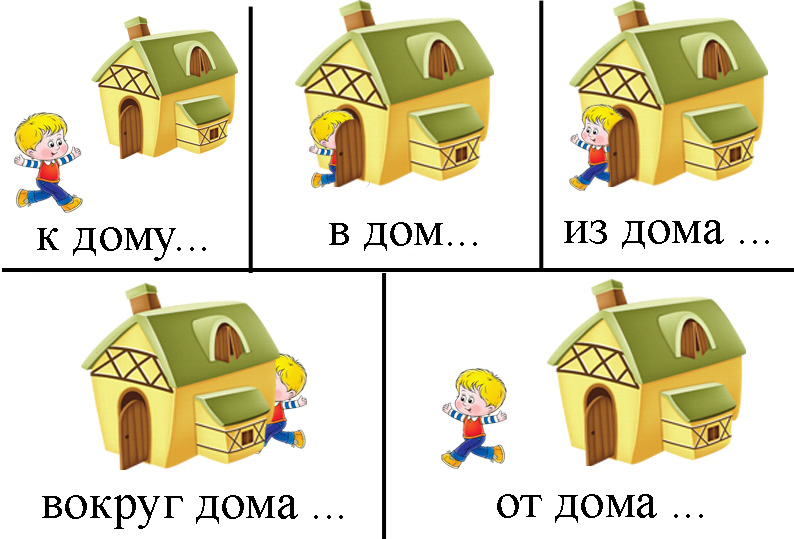 к дому...
в дом...
из дома ...
вокруг дома ...
от дома ...